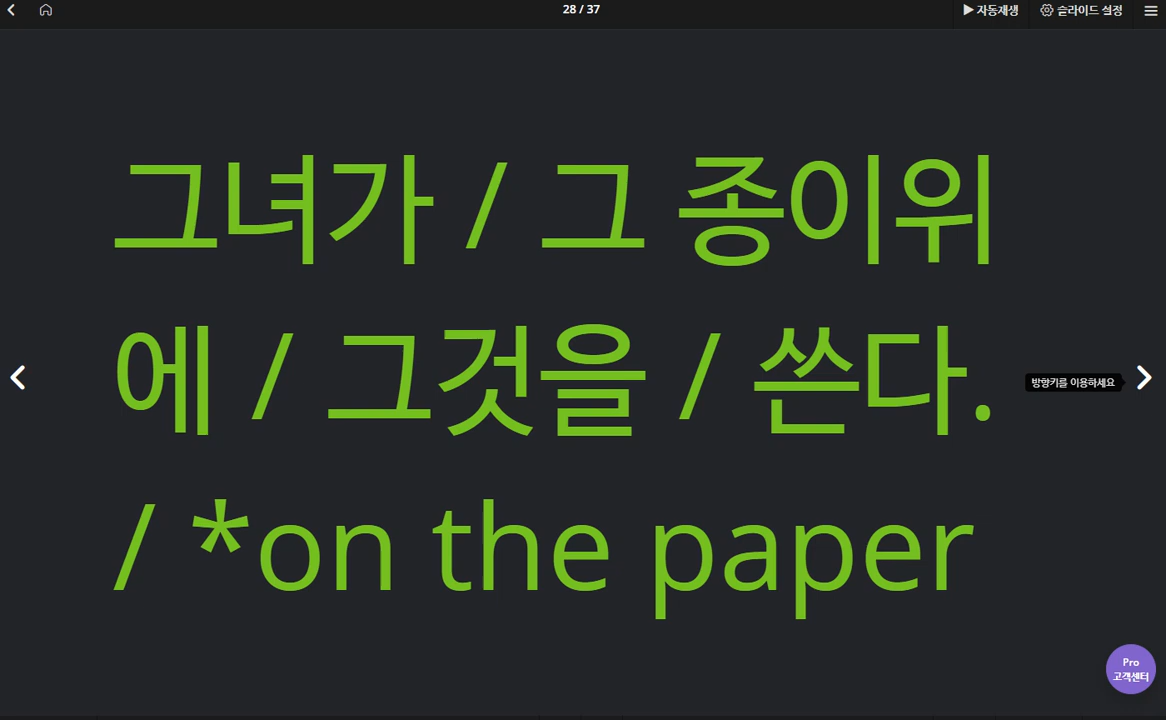 28 / 37
▶ 자동재생
슬라이드 설정
그녀가 / 그 종이위
에 / 그것을 / 쓴다.
/ *on the paper
방향키를 이용하세요
Pro
고객센터